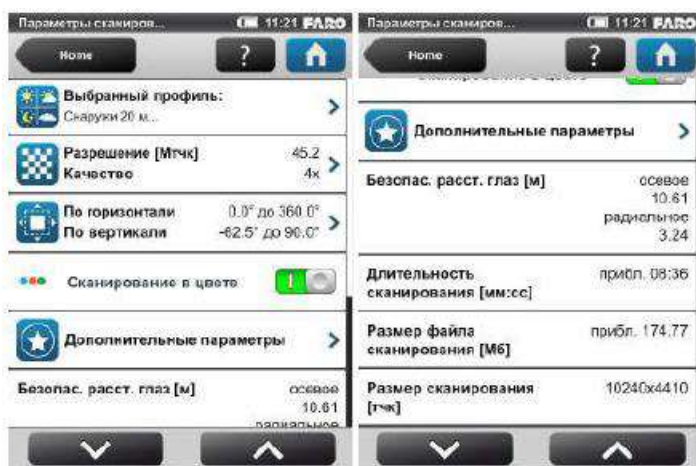 Параметры сканиров...
11:21 FARO
Home
?
Выбранный профиль:
Снаружи 20 м...
Разрешение [Мтчк] 45.2
Качество 4x
По горизонтали 0.0° до 360.0°
По вертикали -62.5° до 90.0°
Сканирование в цвете
Дополнительные параметры
Безопас. расст. глаз [м] осевое
10.61
радиальное
Параметры сканиров...
11:21 FARO
Home
?
Сканирование в цвете
Дополнительные параметры
Безопас. расст. глаз [м] осевое
10.61
радиальное
3.24
Длительность
сканирования [мм:сс] прибл. 08:36
Размер файла
сканирования [Мб] прибл. 174.77
Размер сканирования
[тчк] 10240x4410